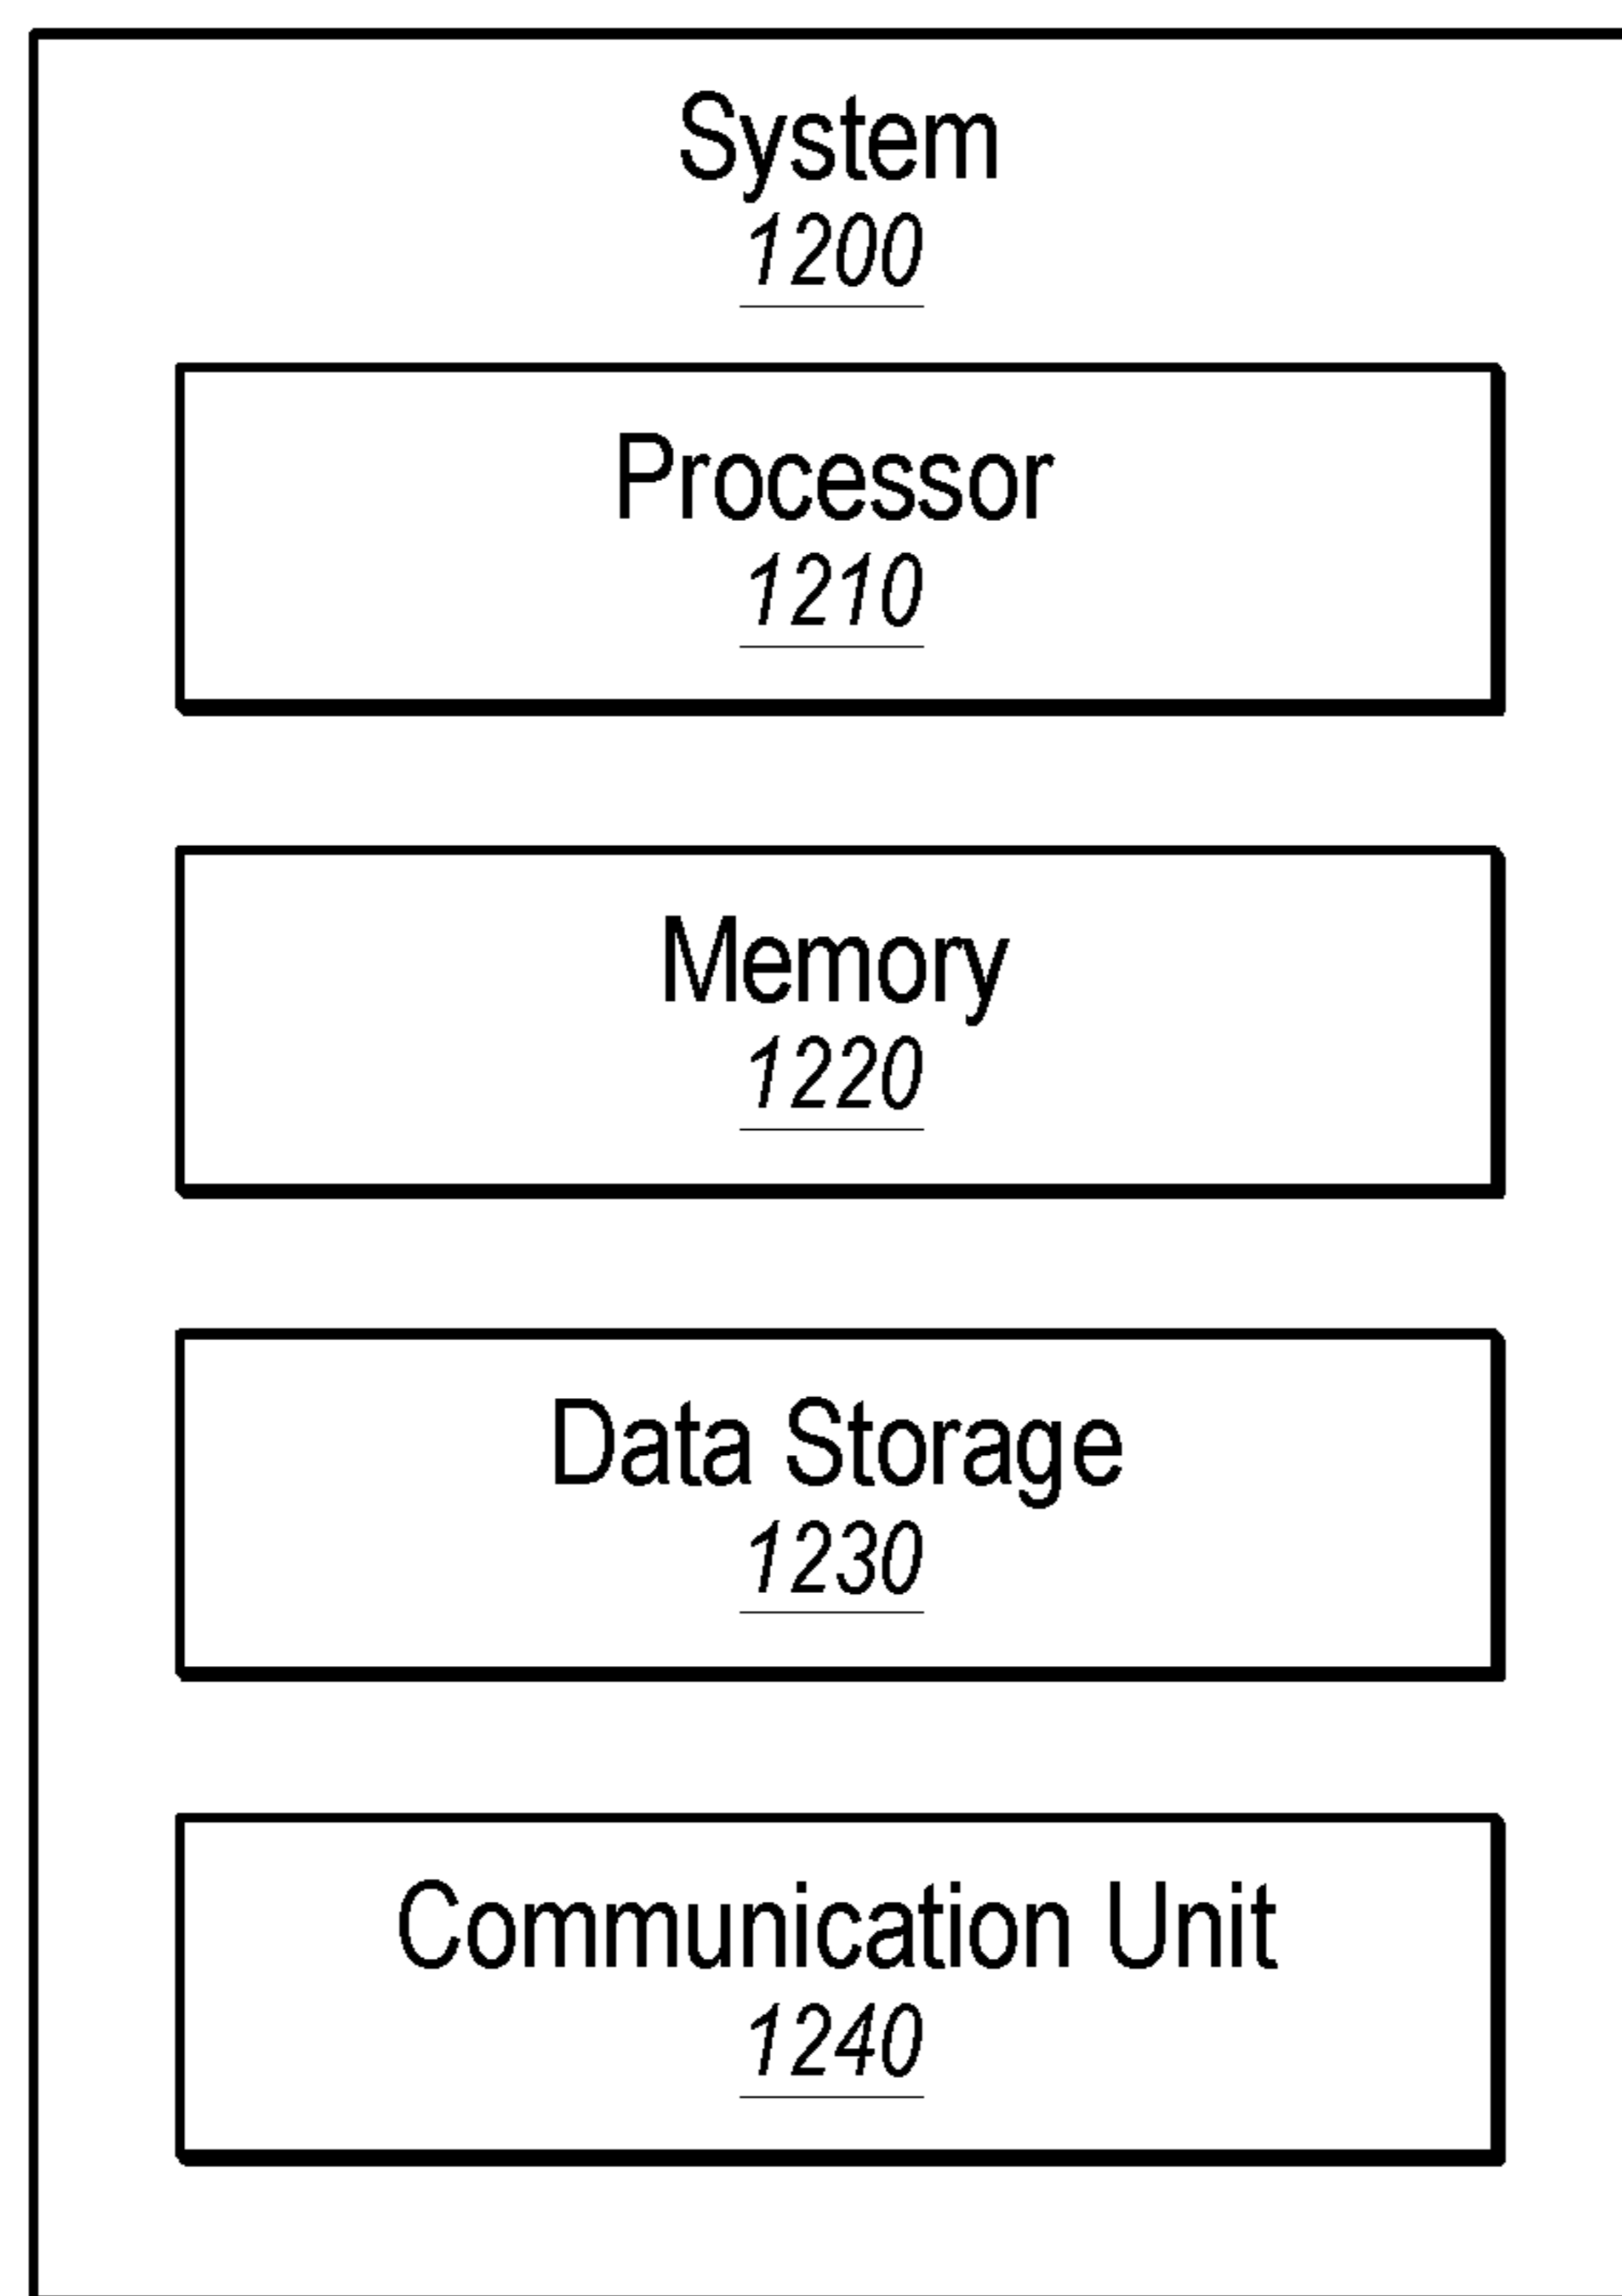 System
1200
Processor
1210
Memory
1220
Data Storage
1230
Communication Unit
1240